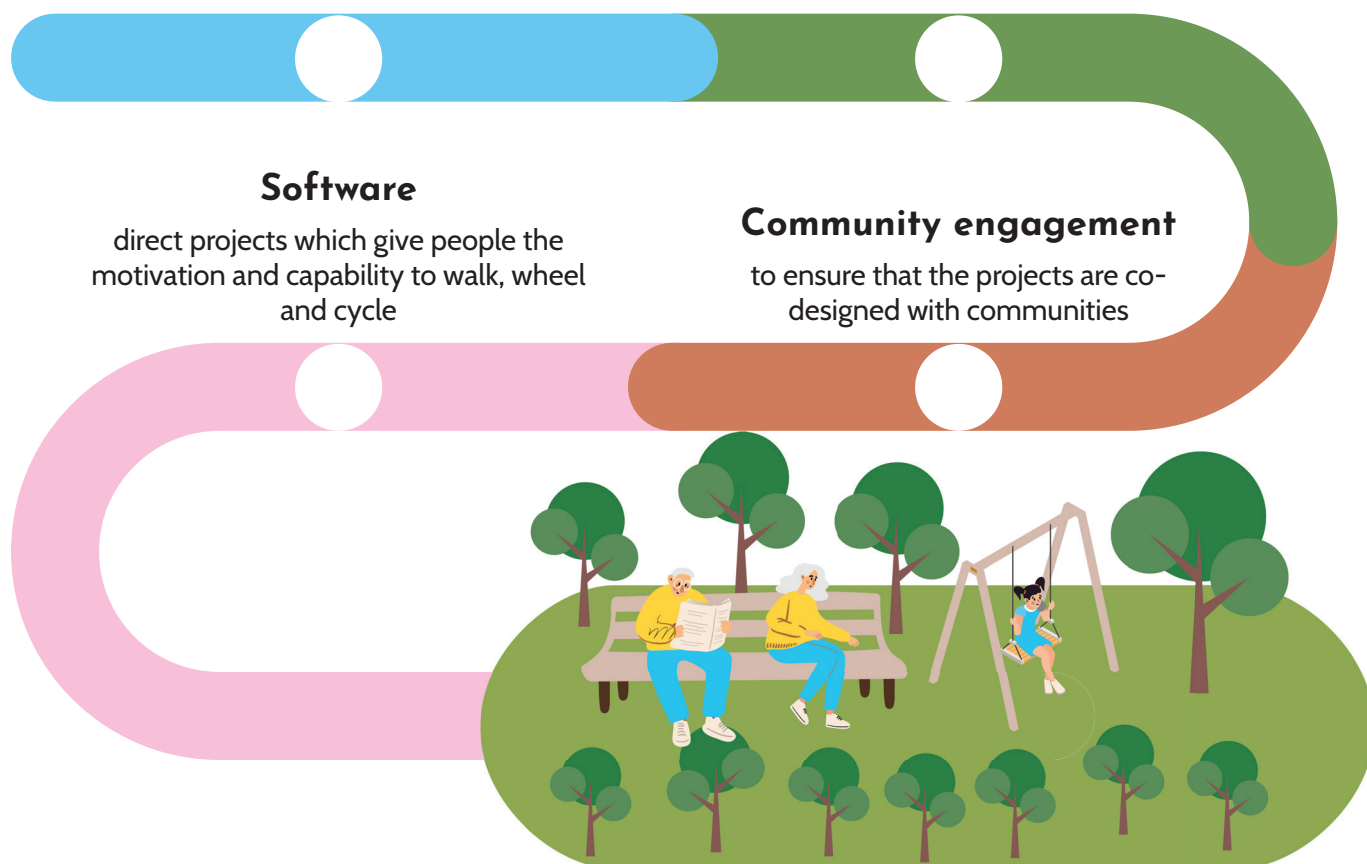 Software
direct projects which give people the
motivation and capability to walk, wheel
and cycle
Community engagement
to ensure that the projects are co-
designed with communities